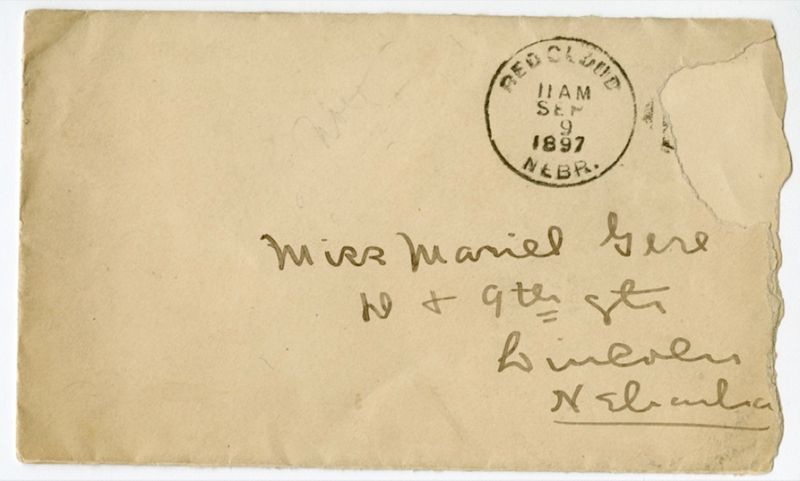 RED CLOUD
11 AM
SEP
9
1897
NEBR.
Miss Mariel Gere
D + 9th sts
Lincoln
Nebraska